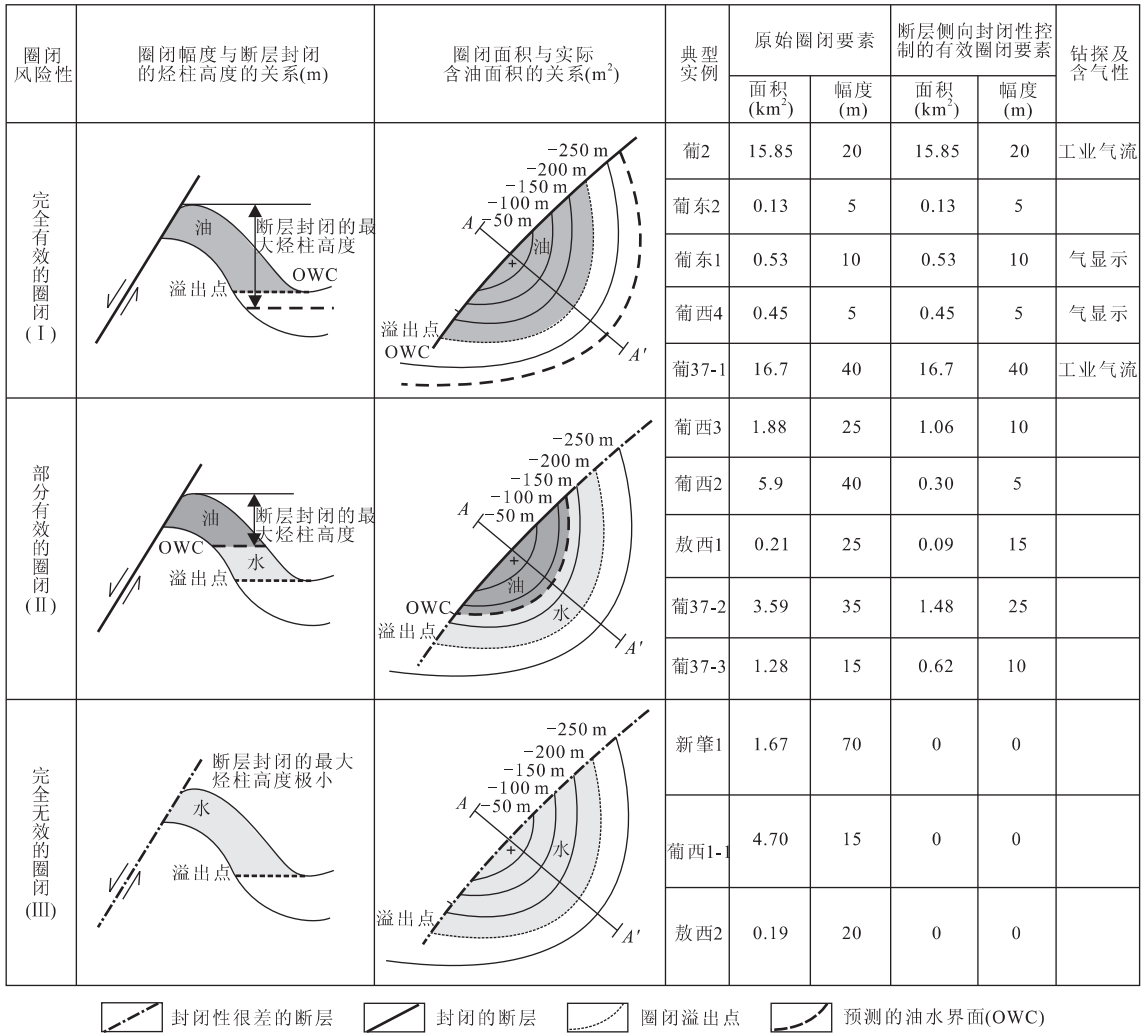 圈闭
风险性
圈闭幅度与断层封闭
的烃柱高度的关系(m)
圈闭面积与实际
含油面积的关系(m²)
典型
实例
原始圈闭要素
断层侧向封闭性控
制的有效圈闭要素
钻探及
含气性
面积
(km²)
幅度
(m)
面积
(km²)
幅度
(m)
完全有效的圈闭(Ⅰ)
油
断层封闭的最
大烃柱高度
OWC
溢出点
-250 m
-200 m
-150 m
-100 m
-50 m
A
油
溢出点
OWC
A′
葡2 15.85 20 15.85 20 工业气流
葡东2 0.13 5 0.13 5
葡东1 0.53 10 0.53 10 气显示
葡西4 0.45 5 0.45 5 气显示
葡37-1 16.7 40 16.7 40 工业气流
部分有效的圈闭(Ⅱ)
油
断层封闭的最
大烃柱高度
OWC
水
溢出点
-250 m
-200 m
-150 m
-100 m
-50 m
A
油
OWC
水
溢出点
A′
葡西3 1.88 25 1.06 10
葡西2 5.9 40 0.30 5
敖西1 0.21 25 0.09 15
葡37-2 3.59 35 1.48 25
葡37-3 1.28 15 0.62 10
完全无效的圈闭(Ⅲ)
断层封闭的最大
烃柱高度极小
水
溢出点
-250 m
-200 m
-150 m
-100 m
-50 m
A
水
溢出点
A′
新肇1 1.67 70 0 0
葡西1-1 4.70 15 0 0
敖西2 0.19 20 0 0
封闭性很差的断层
封闭的断层
圈闭溢出点
预测的油水界面(OWC)